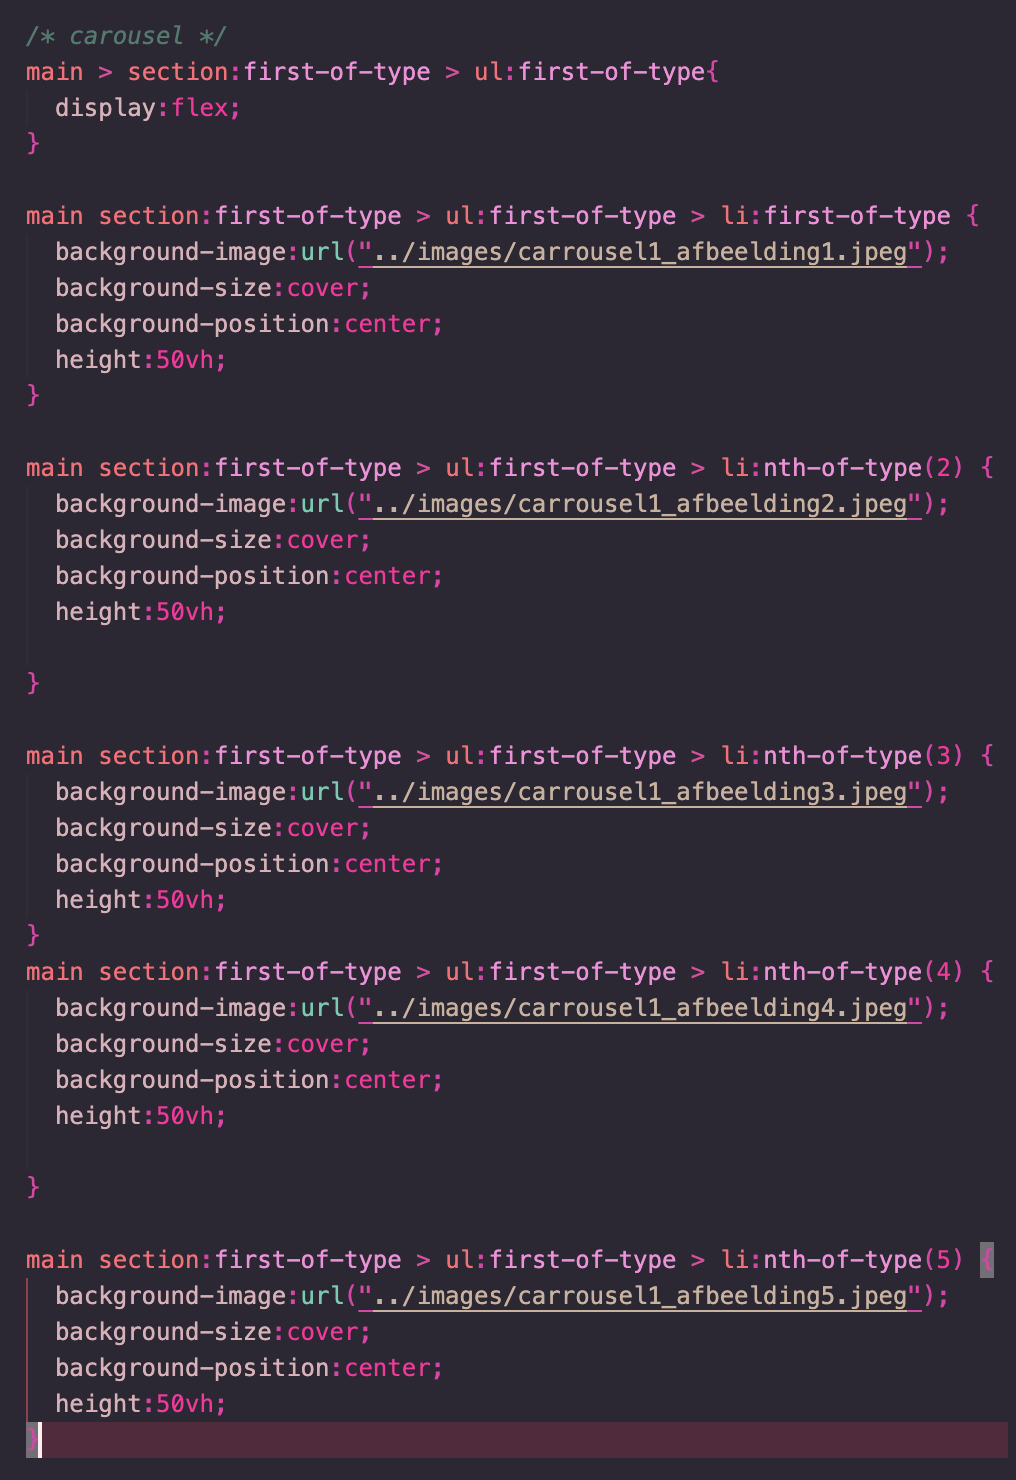 /* carousel */
main > section:first-of-type > ul:first-of-type{
  display:flex;
}

main section:first-of-type > ul:first-of-type > li:first-of-type {
  background-image:url("../images/carrousel1_afbeelding1.jpeg");
  background-size:cover;
  background-position:center;
  height:50vh;
}

main section:first-of-type > ul:first-of-type > li:nth-of-type(2) {
  background-image:url("../images/carrousel1_afbeelding2.jpeg");
  background-size:cover;
  background-position:center;
  height:50vh;

}

main section:first-of-type > ul:first-of-type > li:nth-of-type(3) {
  background-image:url("../images/carrousel1_afbeelding3.jpeg");
  background-size:cover;
  background-position:center;
  height:50vh;
}
main section:first-of-type > ul:first-of-type > li:nth-of-type(4) {
  background-image:url("../images/carrousel1_afbeelding4.jpeg");
  background-size:cover;
  background-position:center;
  height:50vh;

}

main section:first-of-type > ul:first-of-type > li:nth-of-type(5) {
  background-image:url("../images/carrousel1_afbeelding5.jpeg");
  background-size:cover;
  background-position:center;
  height:50vh;
}